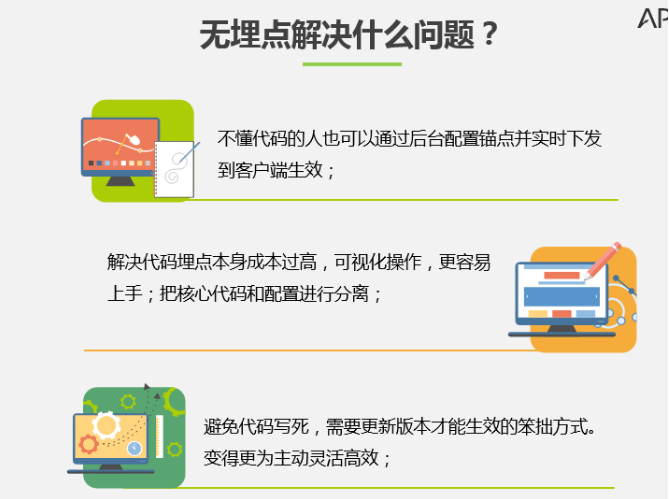 AP
无埋点解决什么问题？
不懂代码的人也可以通过后台配置锚点并实时下发
到客户端生效；
解决代码埋点本身成本过高，可视化操作，更容易
上手；把核心代码和配置进行分离；
避免代码写死，需要更新版本才能生效的笨拙方式。
变得更为主动灵活高效；